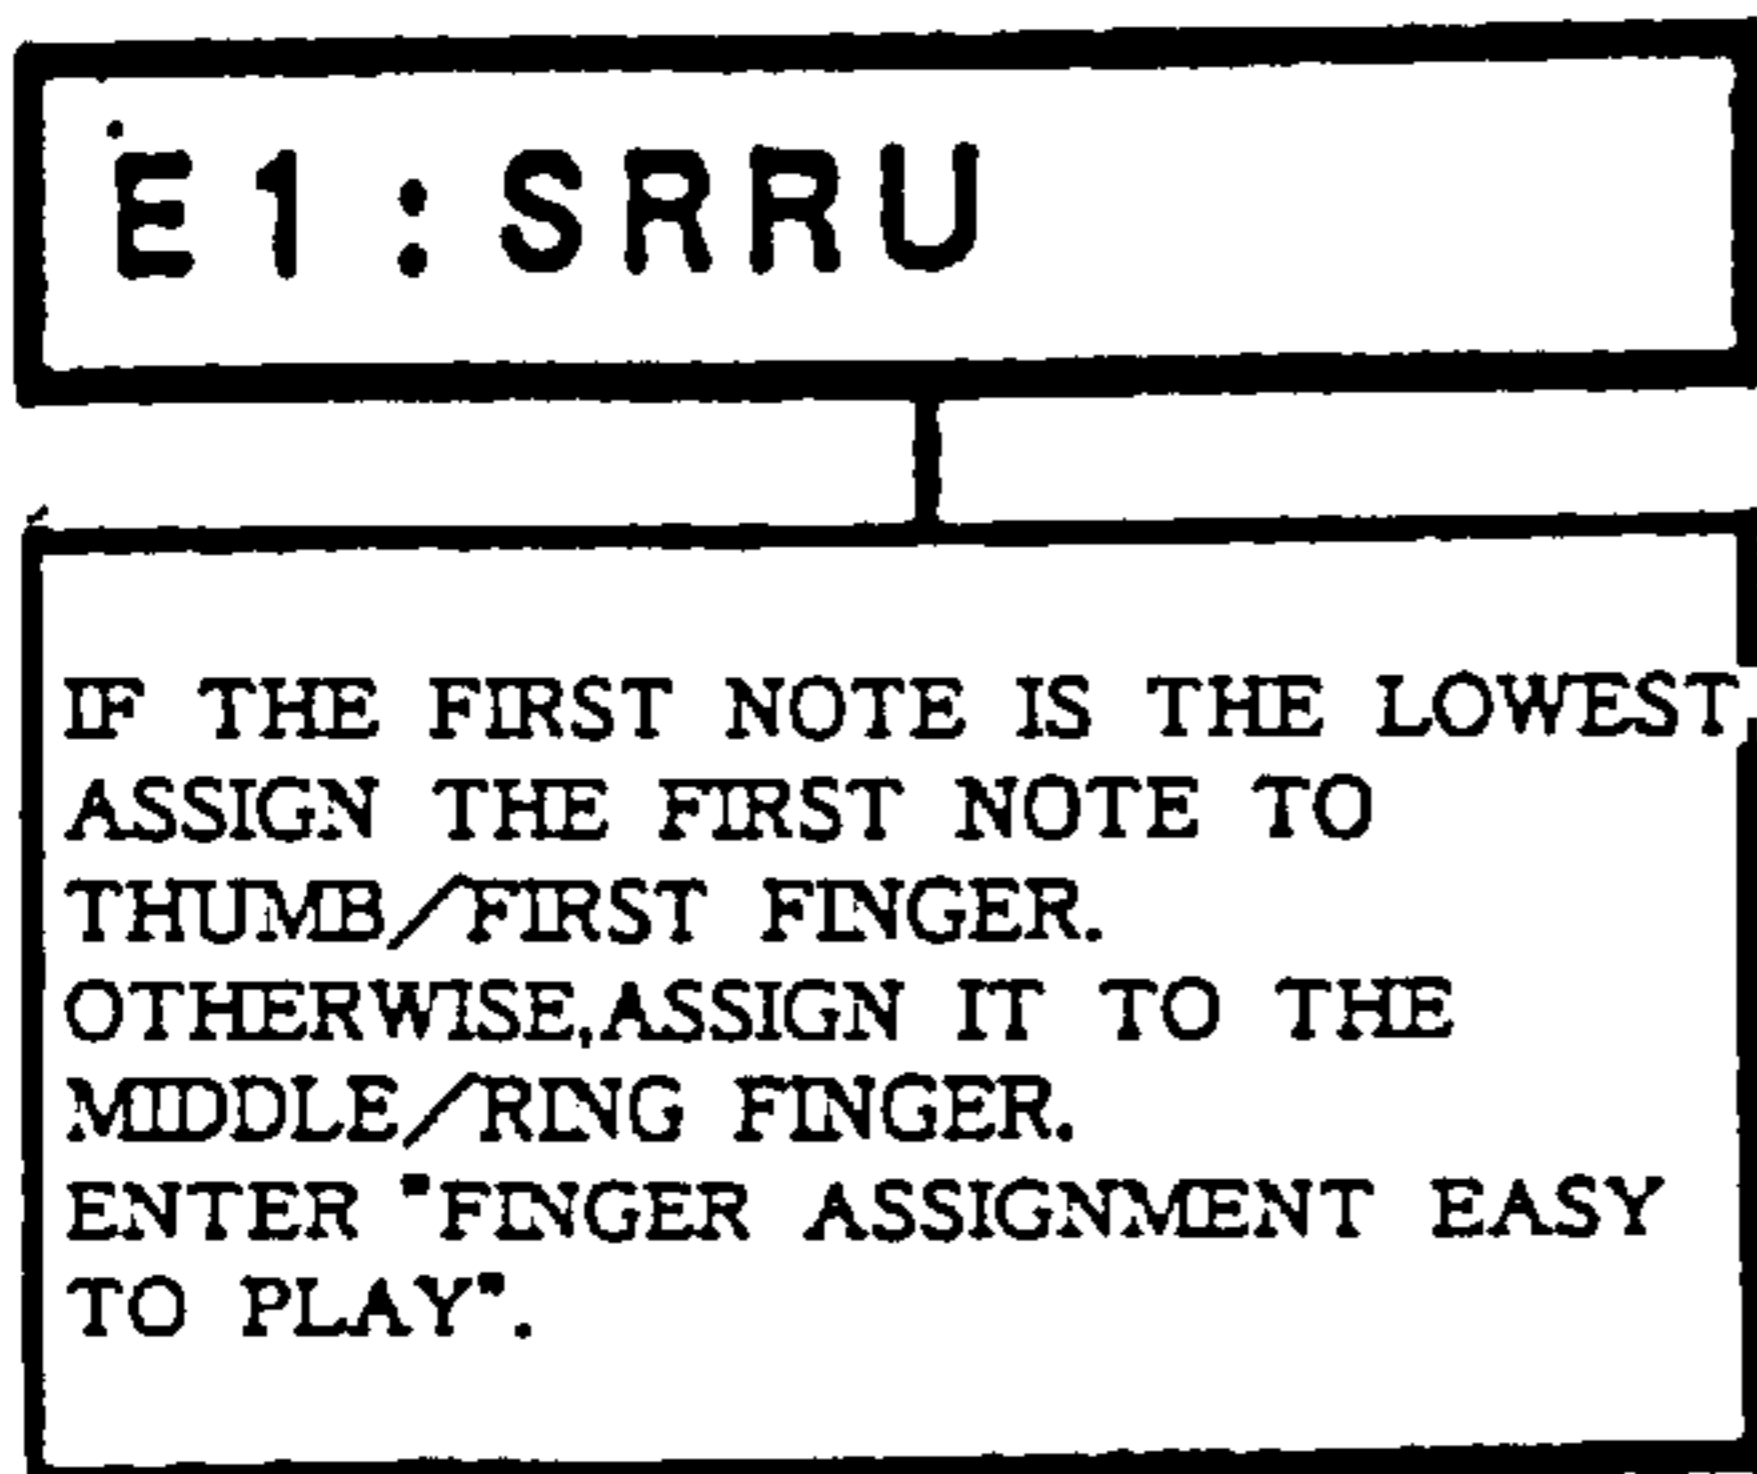 E1:SRRU
IF THE FIRST NOTE IS THE LOWEST,
ASSIGN THE FIRST NOTE TO
THUMB/FIRST FINGER.
OTHERWISE,ASSIGN IT TO THE
MIDDLE/RING FINGER.
ENTER "FINGER ASSIGNMENT EASY
TO PLAY".